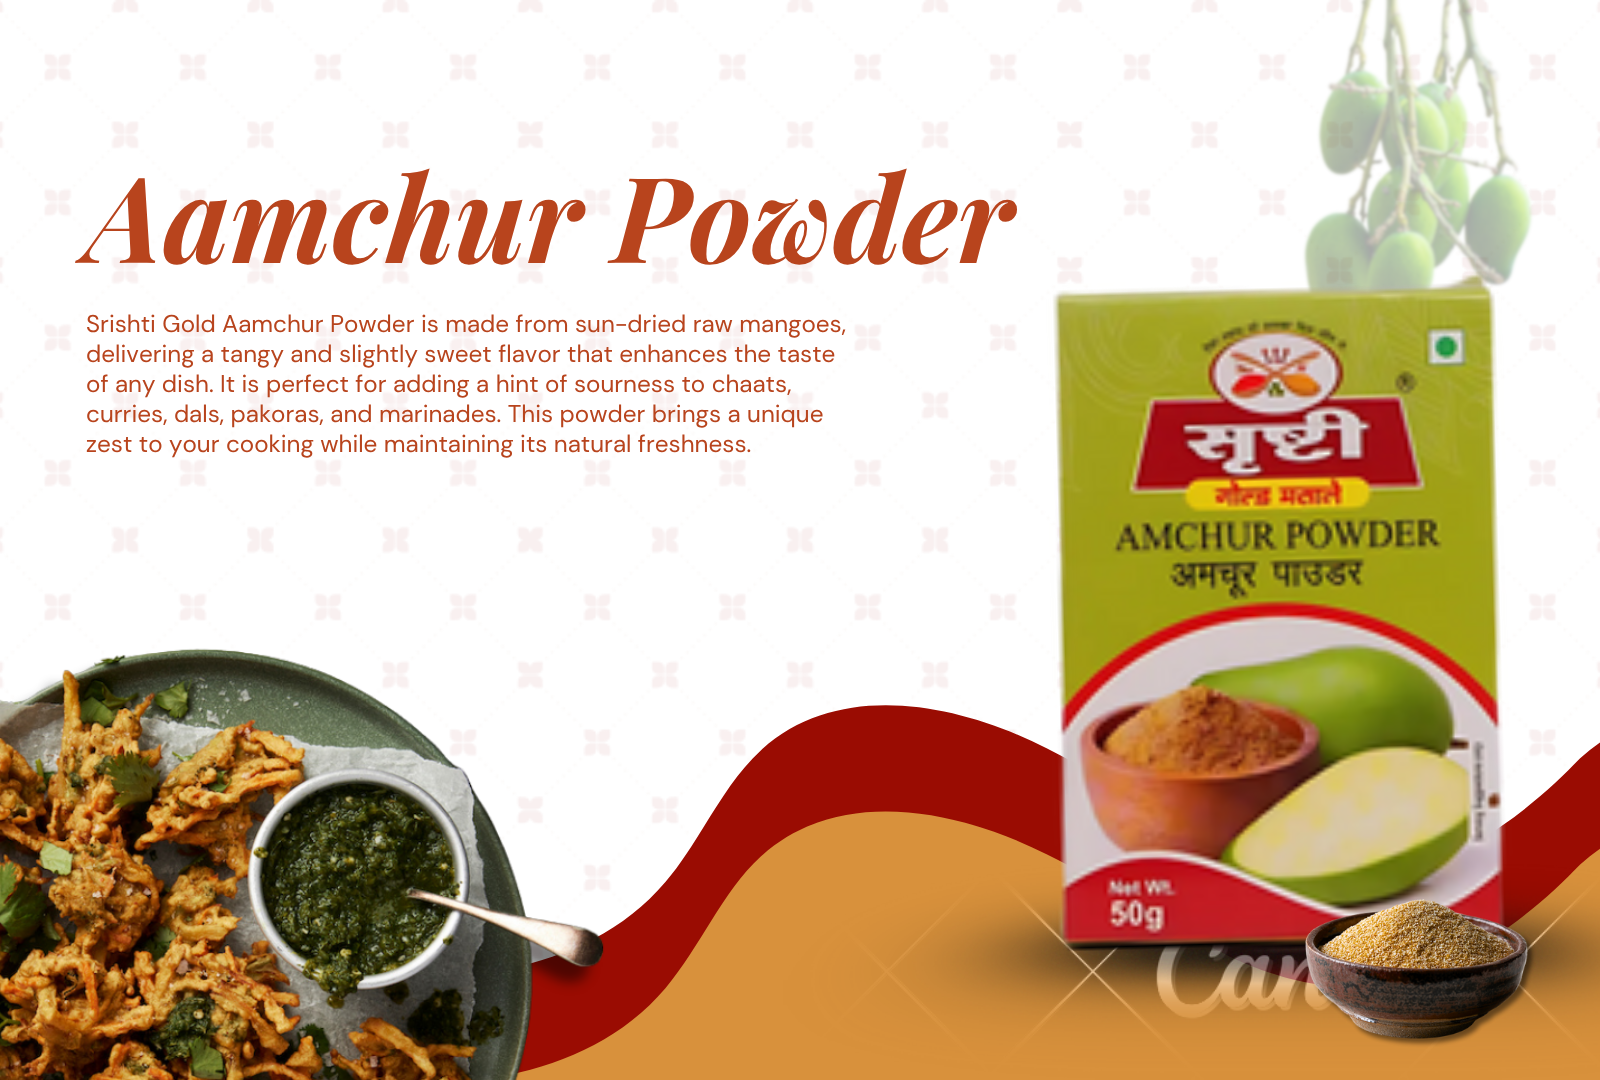 Aamchur Powder
Srishti Gold Aamchur Powder is made from sun-dried raw mangoes,
delivering a tangy and slightly sweet flavor that enhances the taste
of any dish. It is perfect for adding a hint of sourness to chaats,
curries, dals, pakoras, and marinades. This powder brings a unique
zest to your cooking while maintaining its natural freshness.
®
सृष्टी
गोल्ड मसाले
AMCHUR POWDER
अमचूर पाउडर
Net Wt.
50g
Can